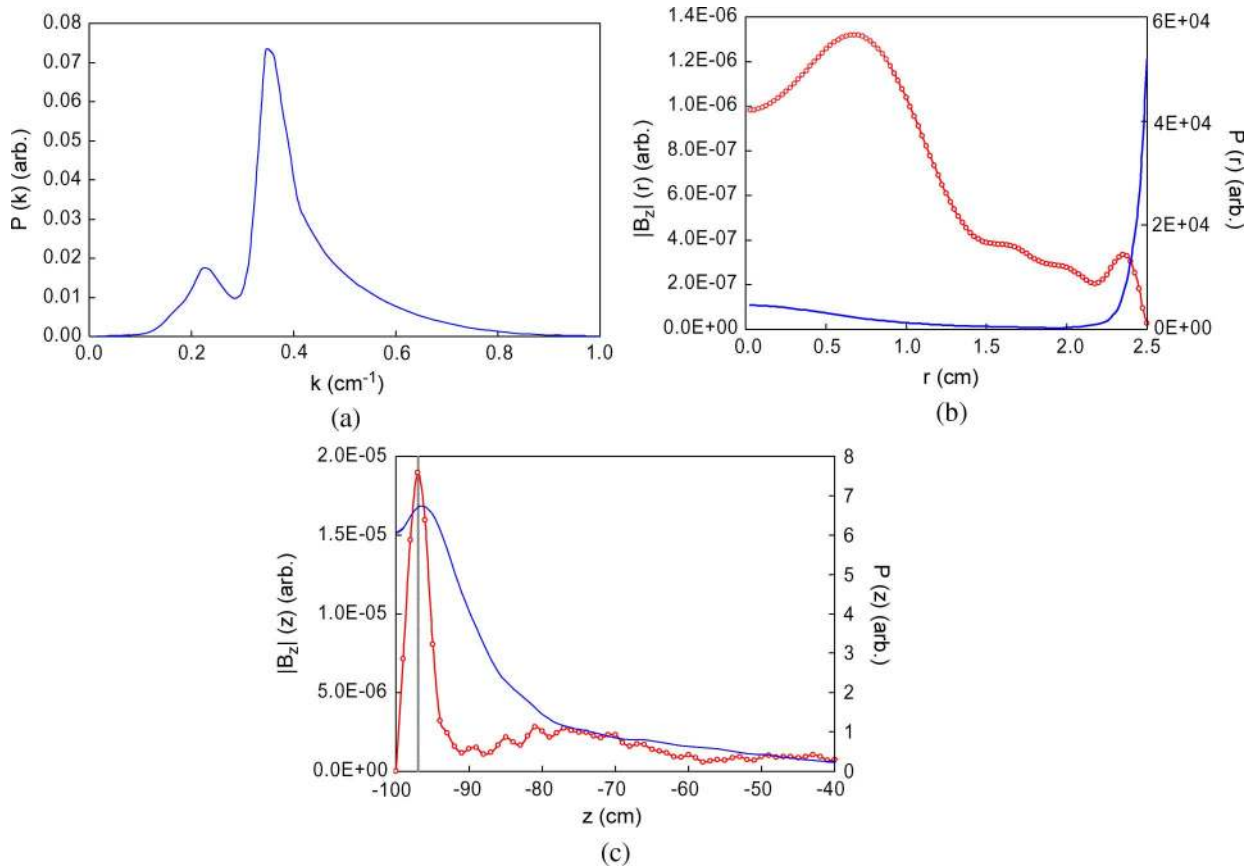 0.08
0.07
0.06
0.05
0.04
0.03
0.02
0.01
0.00
P (k) (arb.)
0.0 0.2 0.4 0.6 0.8 1.0
k (cm⁻¹)
(a)
1.4E-06
1.2E-06
1.0E-06
8.0E-07
6.0E-07
4.0E-07
2.0E-07
0.0E+00
|B_z| (r) (arb.)
6E+04
4E+04
2E+04
0E+00
P (r) (arb.)
0.0 0.5 1.0 1.5 2.0 2.5
r (cm)
(b)
2.0E-05
1.5E-05
1.0E-05
5.0E-06
0.0E+00
|B_z| (z) (arb.)
8
7
6
5
4
3
2
1
0
P (z) (arb.)
-100 -90 -80 -70 -60 -50 -40
z (cm)
(c)